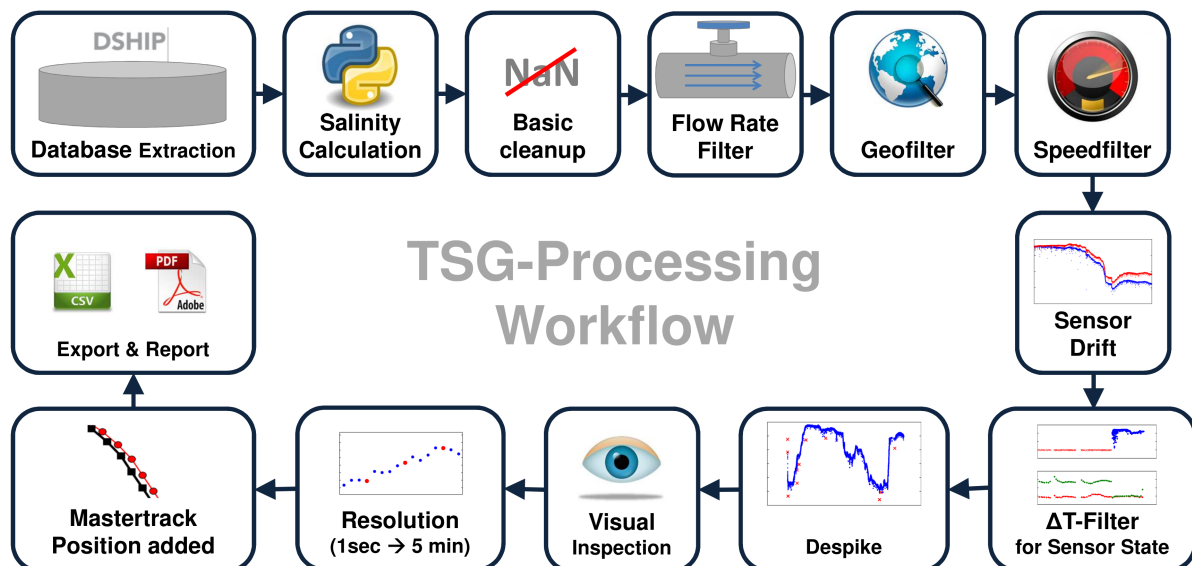 DSHIP
Database Extraction
Salinity
Calculation
NaN
Basic
cleanup
Flow Rate
Filter
Geofilter
Speedfilter
TSG-Processing
Workflow
Sensor
Drift
ΔT-Filter
for Sensor State
Despike
Visual
Inspection
Resolution
(1sec → 5 min)
Mastertrack
Position added
X
CSV
PDF
Adobe
Export & Report